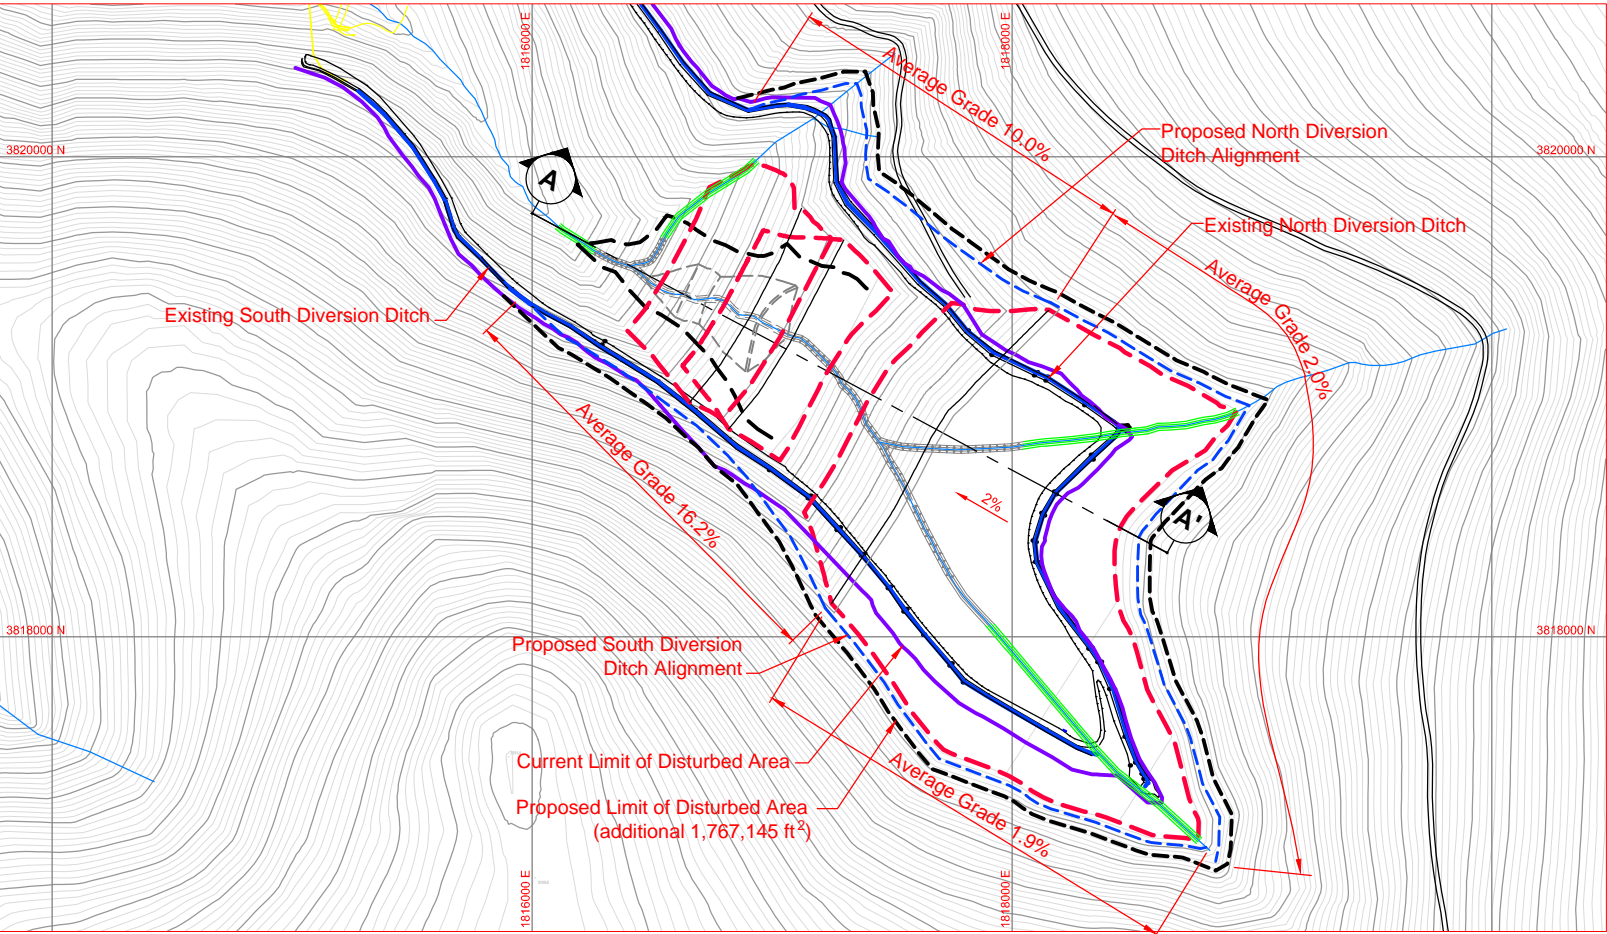 1816000 E
1818000 E
Average Grade 10.0%
Proposed North Diversion
Ditch Alignment
3820000 N
3820000 N
A
Existing North Diversion Ditch
Average Grade 2.0%
Existing South Diversion Ditch
Average Grade 16.2%
2%
A'
3818000 N
3818000 N
Proposed South Diversion
Ditch Alignment
Current Limit of Disturbed Area
Average Grade 1.9%
Proposed Limit of Disturbed Area
(additional 1,767,145 ft²)
1816000 E
1818000 E